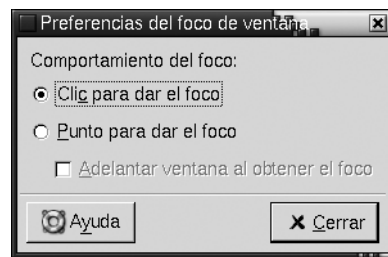 Preferencias del foco de ventana
Comportamiento del foco:
Clic para dar el foco
Punto para dar el foco
Adelantar ventana al obtener el foco
Ayuda
Cerrar